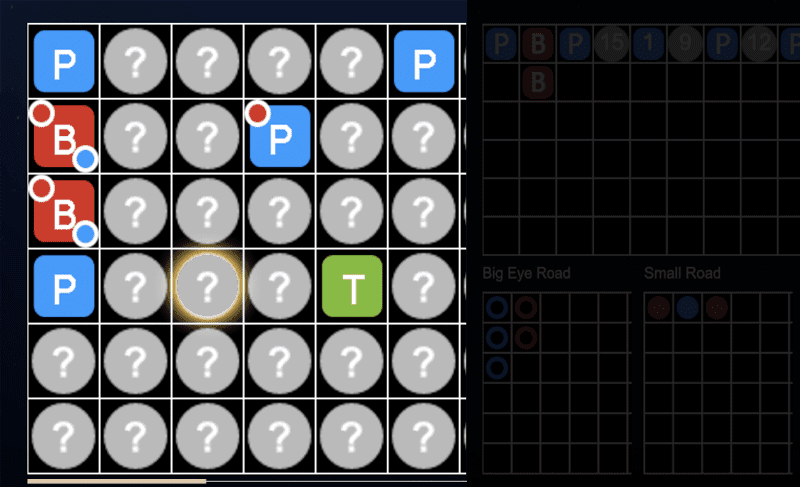 P ? ? ? ? P
B ? ? P ? ?
B ? ? ? ? ?
P ? ? ? T ?
? ? ? ? ? ?
? ? ? ? ? ?
P B P 15 1 9 P 12 P
B
Big Eye Road Small Road